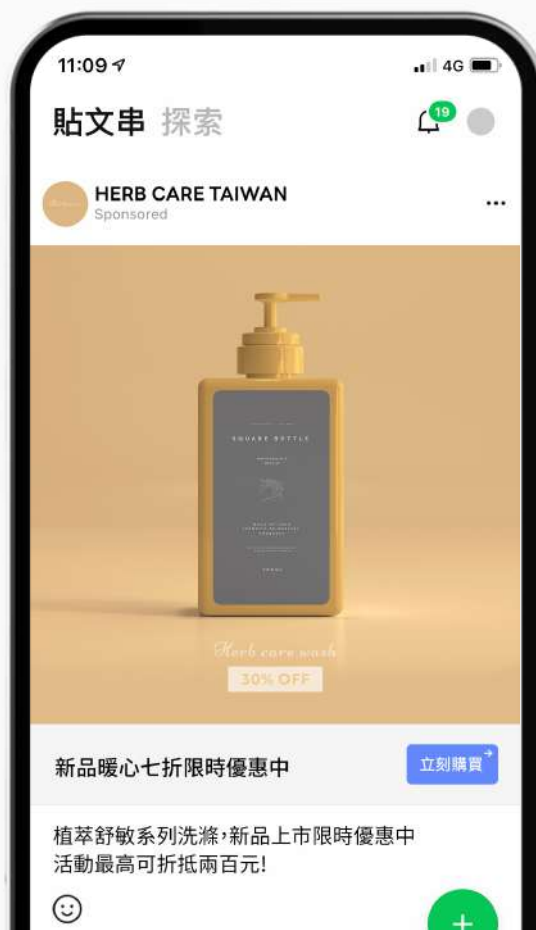 11:09
4G
貼文串 探索
19
HERB CARE TAIWAN
Sponsored
SQUARE BOTTLE
Herb care wash
30% OFF
新品暖心七折限時優惠中
立刻購買
植萃舒敏系列洗滌,新品上市限時優惠中
活動最高可折抵兩百元!